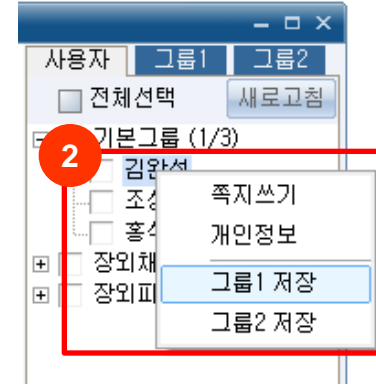 사용자 그룹1 그룹2
전체선택 새로고침
기본그룹 (1/3)
2
김완선
쪽지쓰기
개인정보
그룹1 저장
그룹2 저장